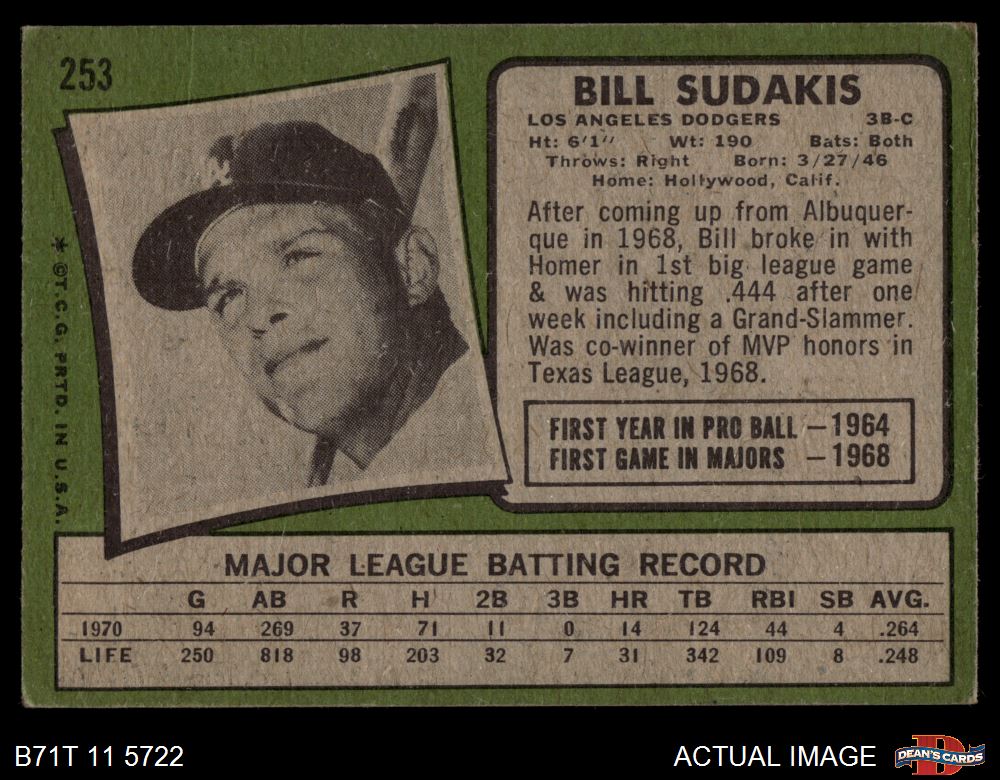 253
BILL SUDAKIS
LOS ANGELES DODGERS 3B-C
Ht: 6'1" Wt: 190 Bats: Both
Throws: Right Born: 3/27/46
Home: Hollywood, Calif.
After coming up from Albuquer-
que in 1968, Bill broke in with
Homer in 1st big league game
& was hitting .444 after one
week including a Grand-Slammer.
Was co-winner of MVP honors in
Texas League, 1968.
FIRST YEAR IN PRO BALL — 1964
FIRST GAME IN MAJORS — 1968
* ©T.C.G. PRTD. IN U.S.A.
MAJOR LEAGUE BATTING RECORD
G AB R H 2B 3B HR TB RBI SB AVG.
1970 94 269 37 71 11 0 14 124 44 4 .264
LIFE 250 818 98 203 32 7 31 342 109 8 .248
B71T 11 5722
ACTUAL IMAGE
D
DEAN'S CARDS